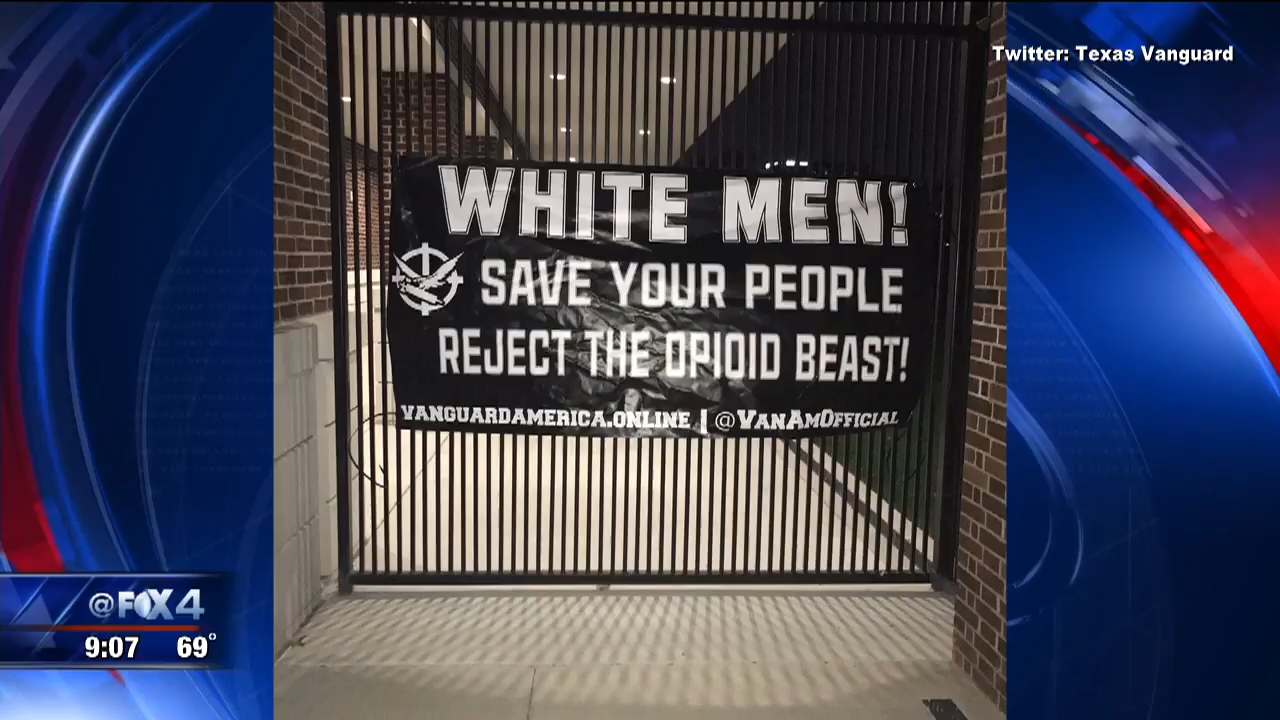 Twitter: Texas Vanguard
WHITE MEN!
SAVE YOUR PEOPLE
REJECT THE OPIOID BEAST!
VANGUARDAMERICA.ONLINE | @VANAMOFFICIAL
@FOX4
9:07 69°